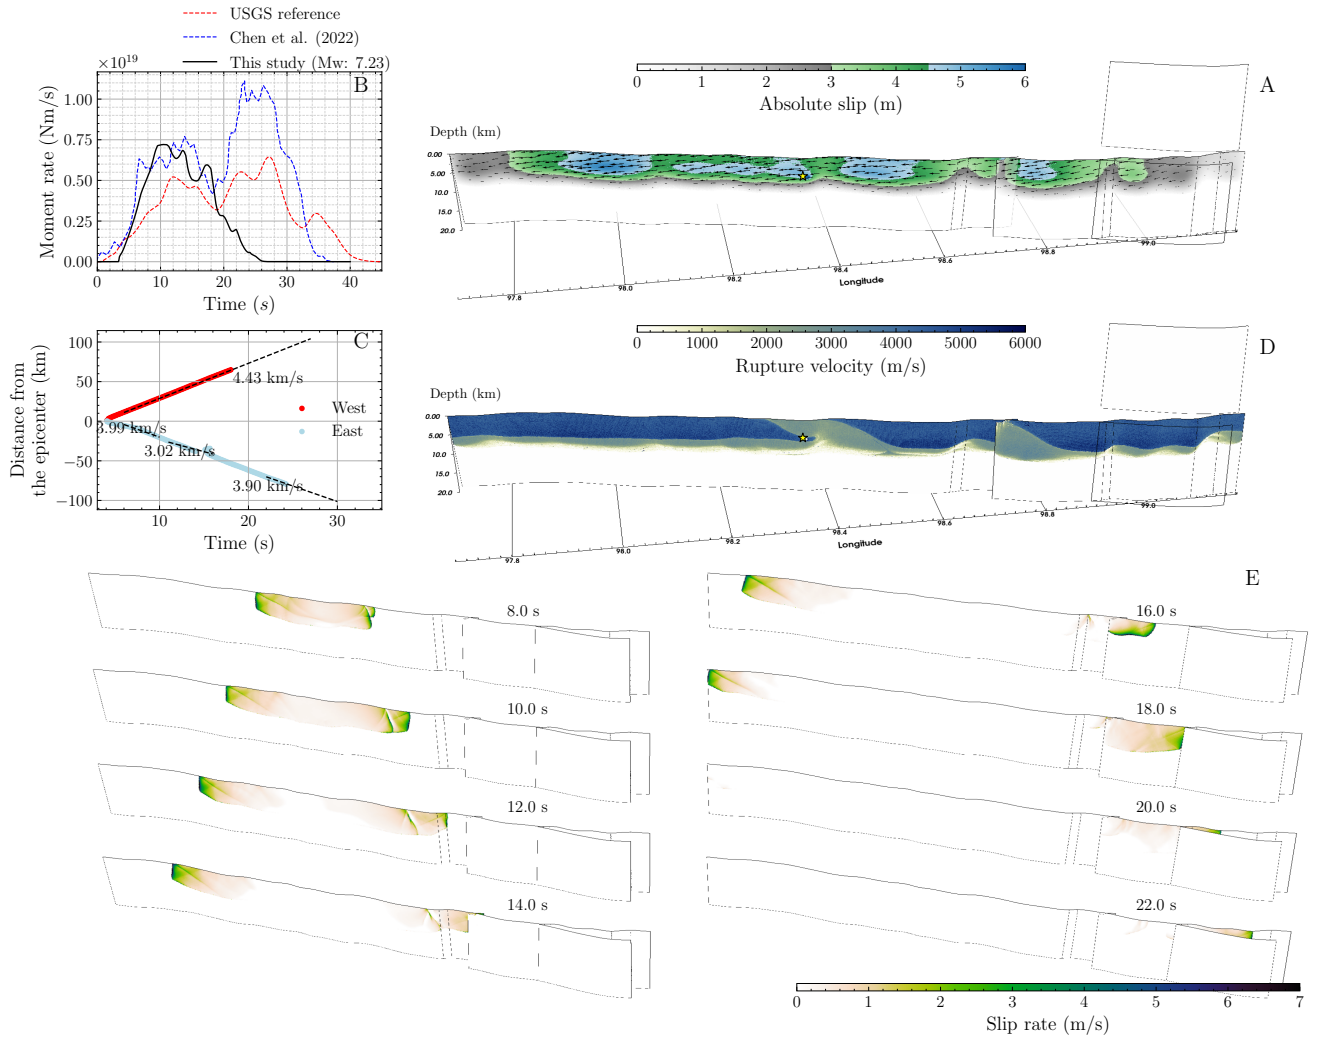 USGS reference
Chen et al. (2022)
This study (Mw: 7.23)
×10¹⁹
B
1.00
0.75
0.50
0.25
0.00
Moment rate (Nm/s)
0 10 20 30 40
Time (s)
A
0 1 2 3 4 5 6
Absolute slip (m)
Depth (km)
0.00
5.00
10.0
15.0
20.0
97.8 98.0 98.2 98.4 98.6 98.8 99.0
Longitude
C
100
50
0
−50
−100
Distance from
the epicenter (km)
4.43 km/s
3.99 km/s
3.02 km/s
3.90 km/s
West
East
10 20 30
Time (s)
D
0 1000 2000 3000 4000 5000 6000
Rupture velocity (m/s)
Depth (km)
0.00
5.00
10.0
15.0
20.0
97.8 98.0 98.2 98.4 98.6 98.8 99.0
Longitude
E
8.0 s
10.0 s
12.0 s
14.0 s
16.0 s
18.0 s
20.0 s
22.0 s
0 1 2 3 4 5 6 7
Slip rate (m/s)